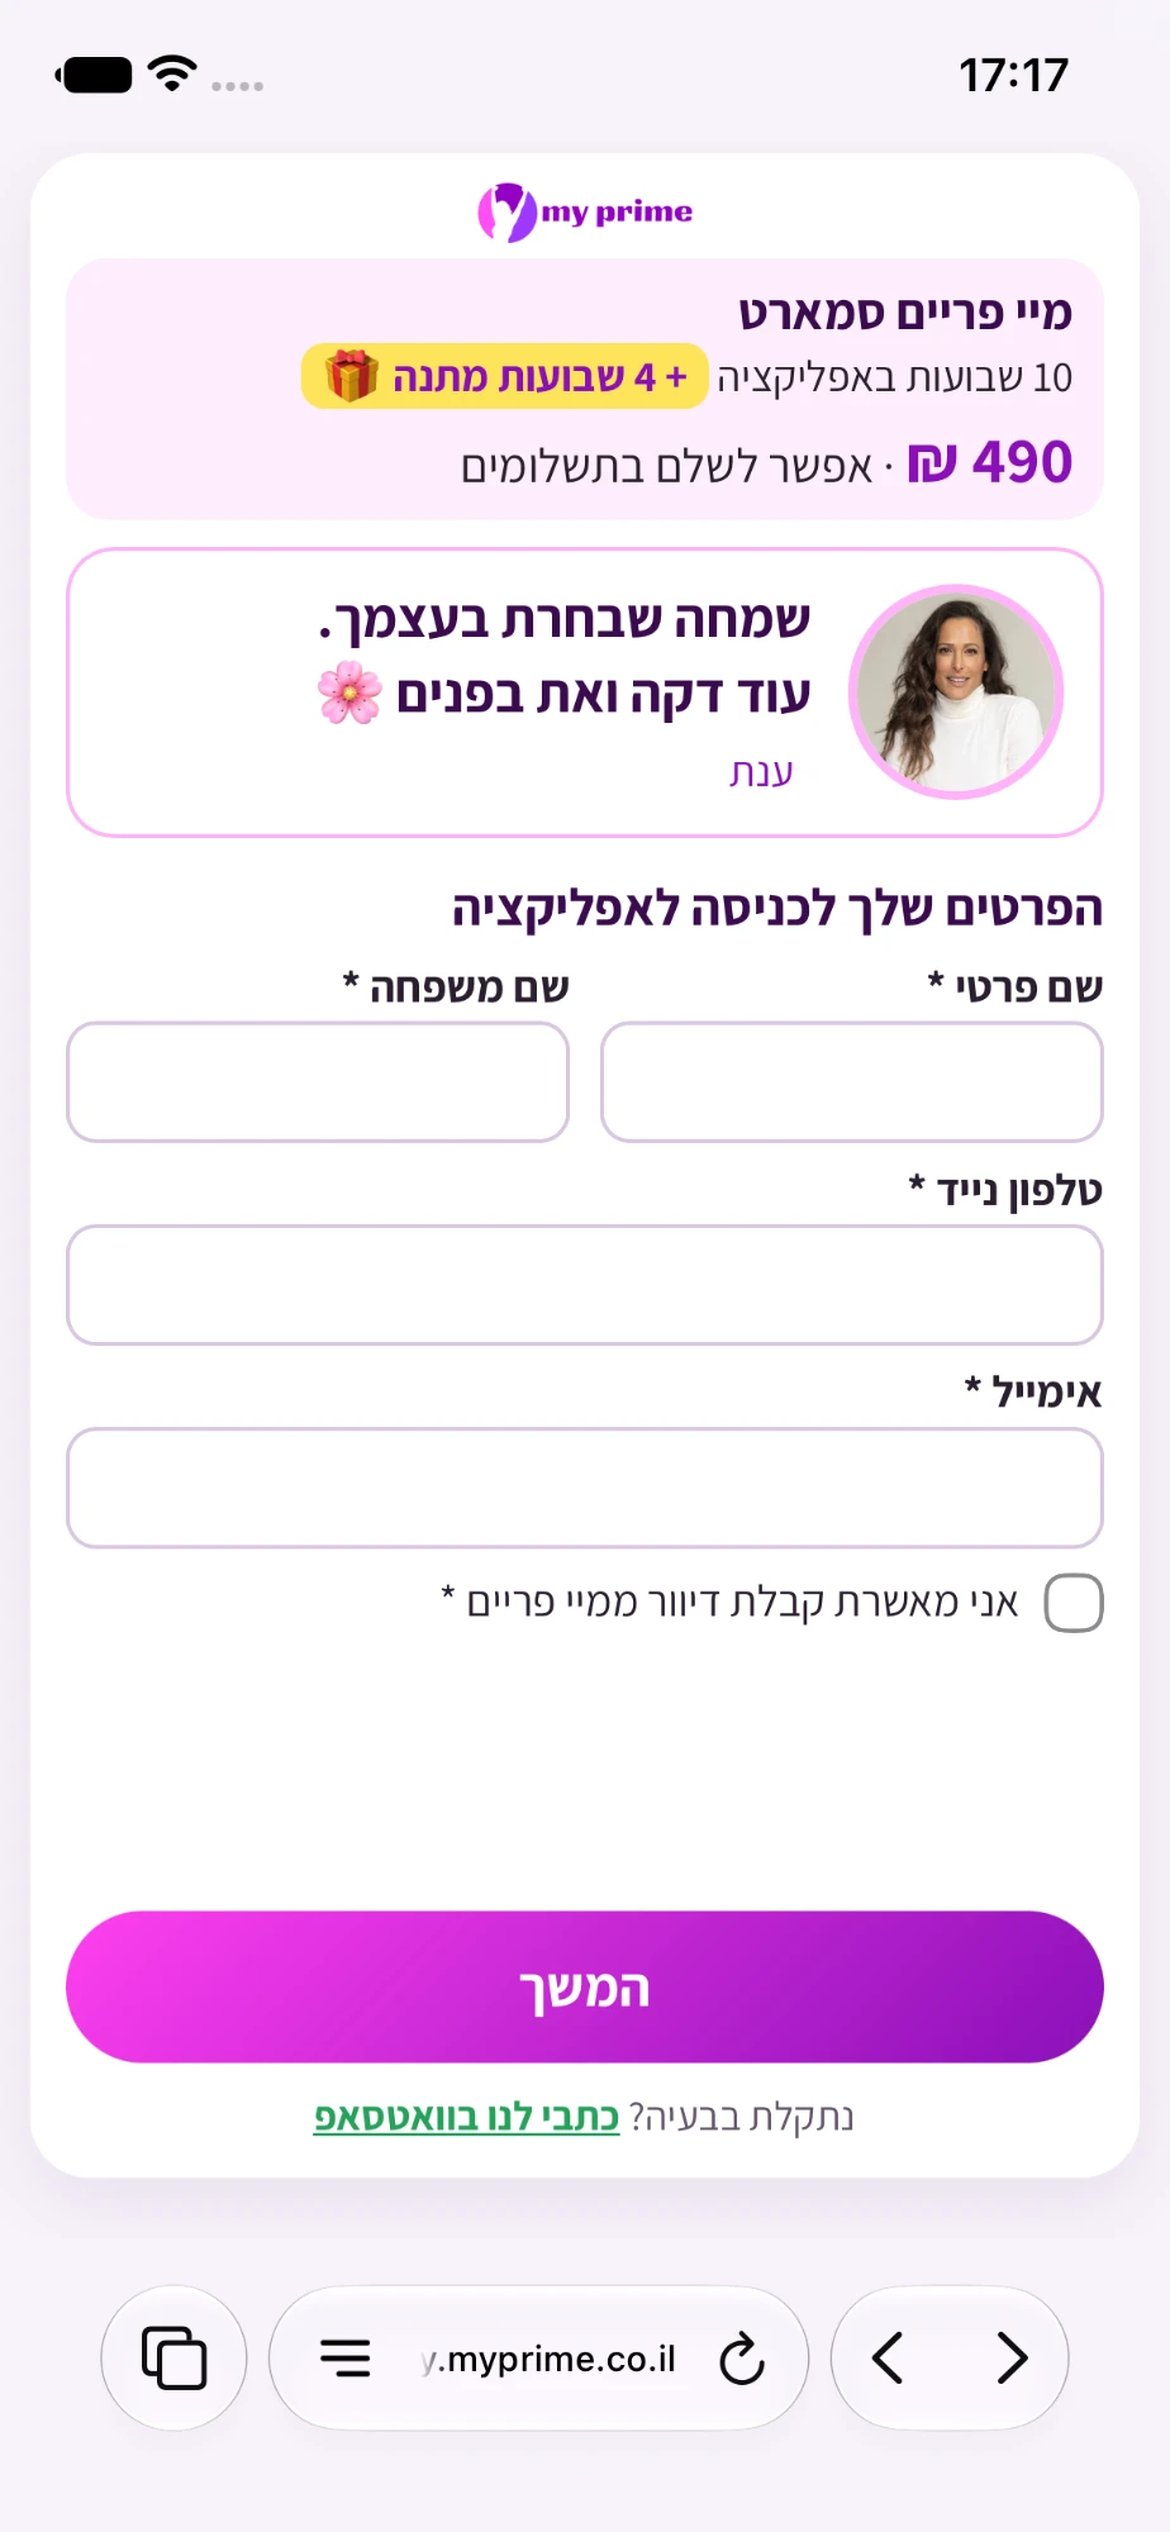 17:17
my prime
מיי פריים סמארט
10 שבועות באפליקציה + 4 שבועות מתנה 🎁
490 ₪ · אפשר לשלם בתשלומים
שמחה שבחרת בעצמך.
עוד דקה ואת בפנים 🌸
ענת
הפרטים שלך לכניסה לאפליקציה
שם פרטי *
שם משפחה *
טלפון נייד *
אימייל *
אני מאשרת קבלת דיוור ממיי פריים *
המשך
נתקלת בבעיה? כתבי לנו בוואטסאפ
y.myprime.co.il